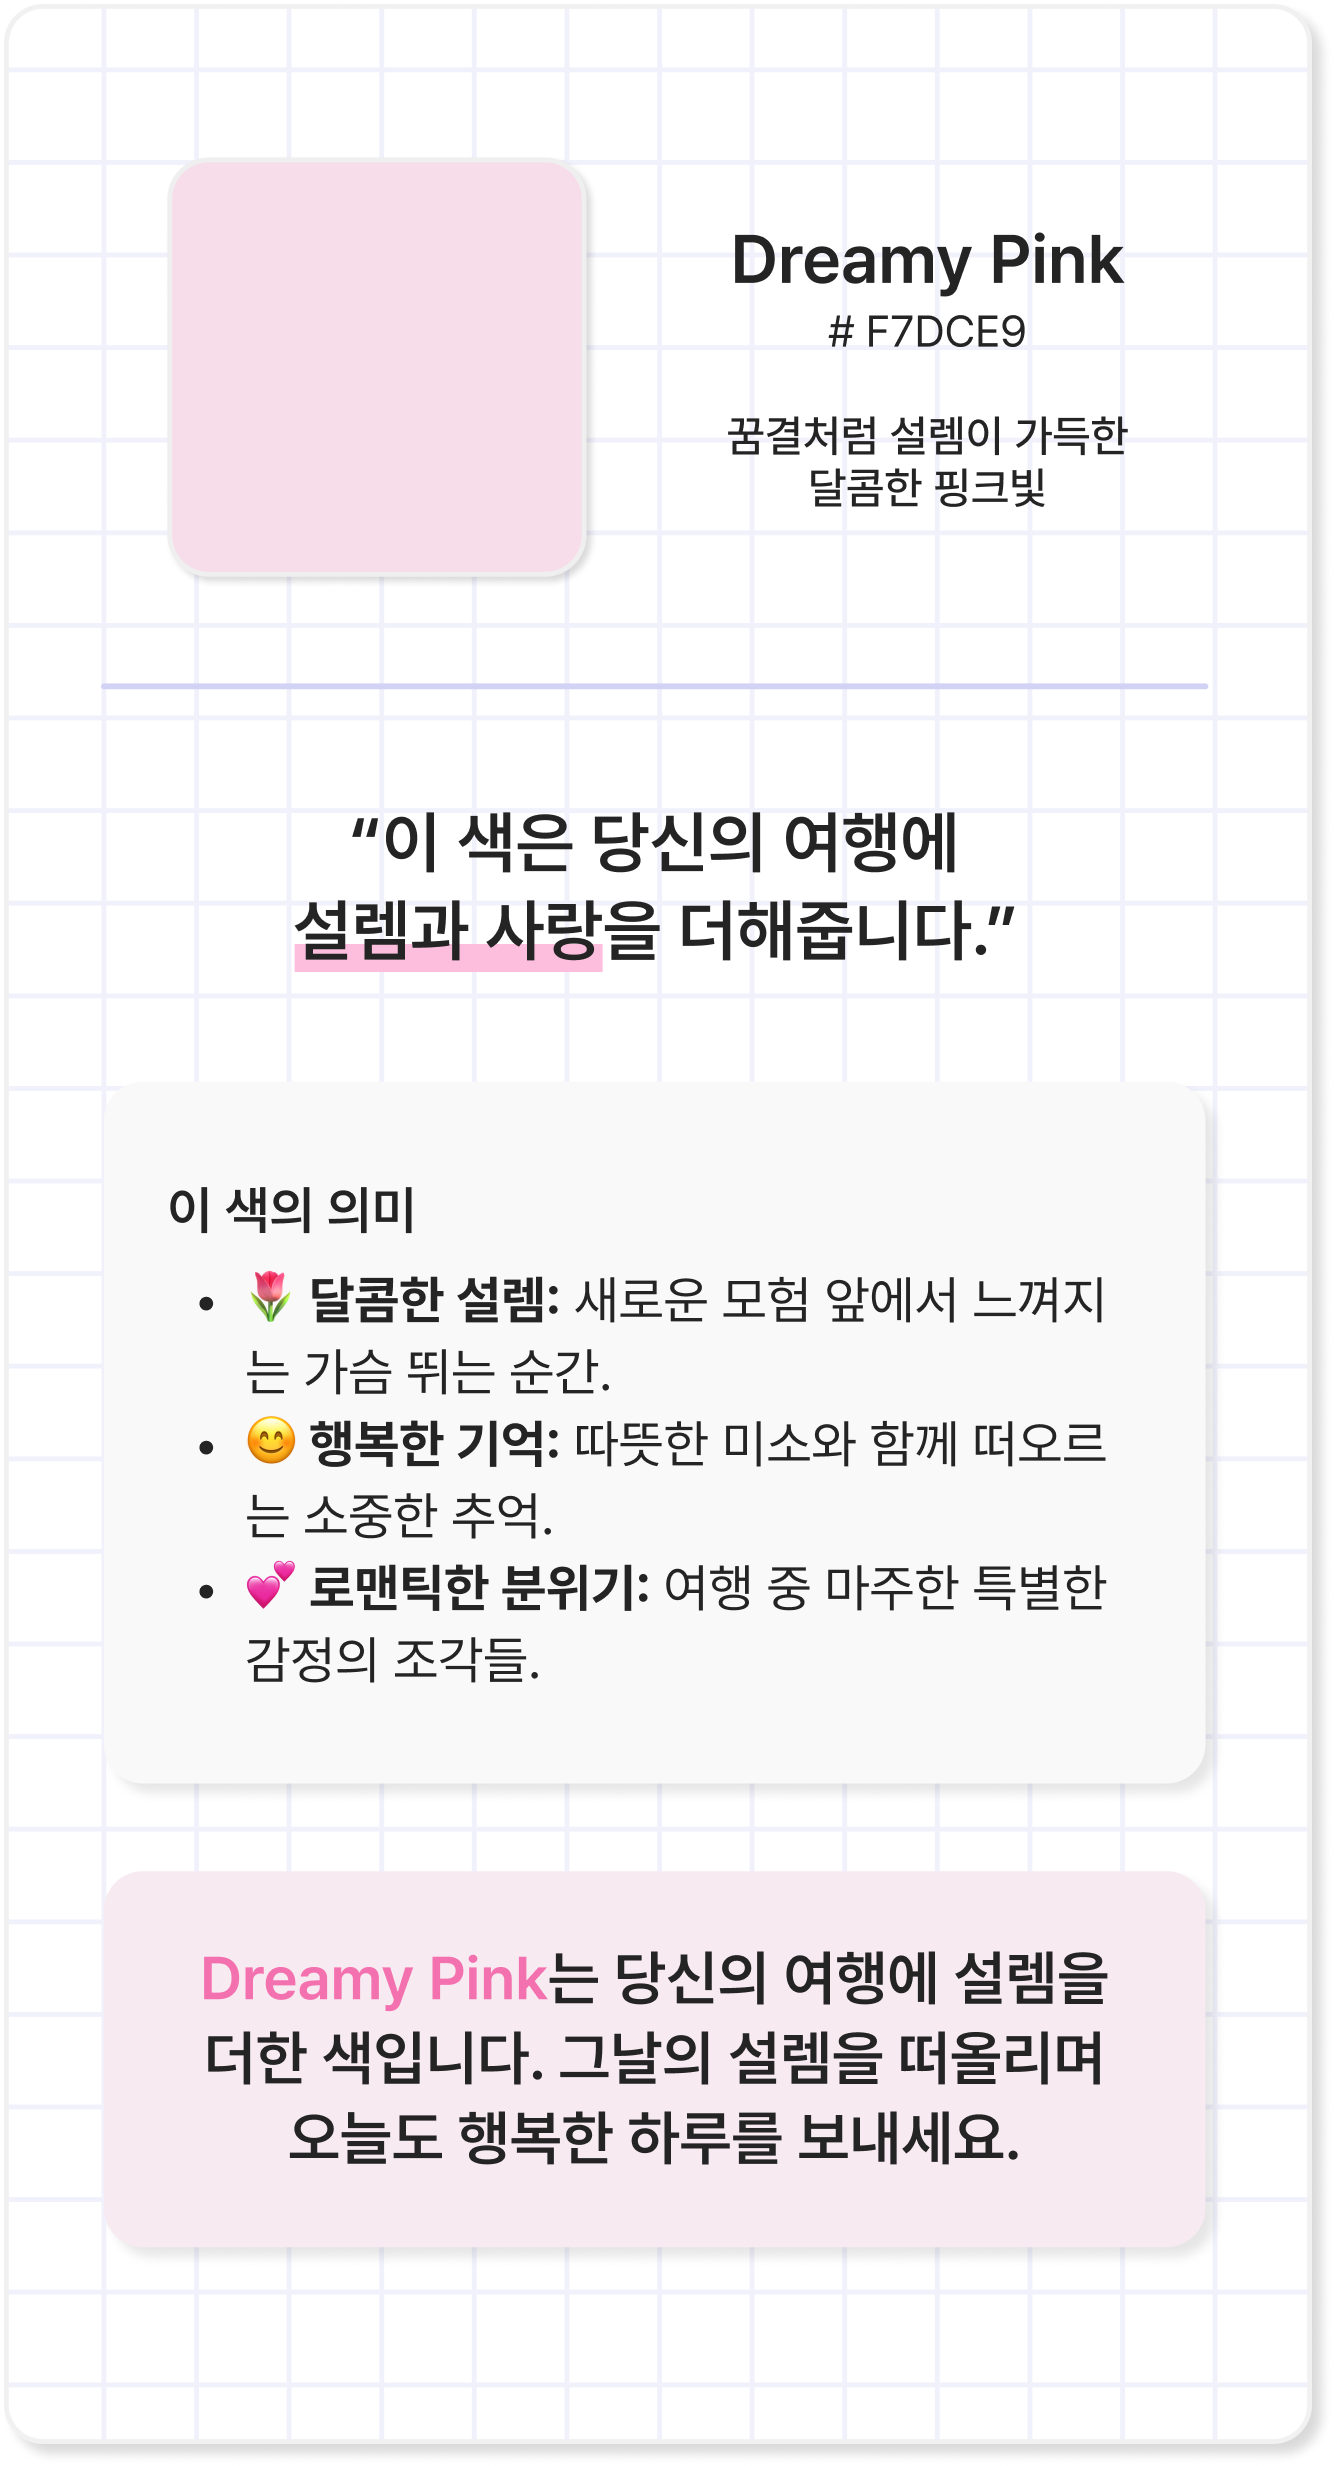 Dreamy Pink
# F7DCE9
꿈결처럼 설렘이 가득한
달콤한 핑크빛
“이 색은 당신의 여행에
설렘과 사랑을 더해줍니다.”
이 색의 의미
• 🌷 달콤한 설렘: 새로운 모험 앞에서 느껴지
는 가슴 뛰는 순간.
• 😊 행복한 기억: 따뜻한 미소와 함께 떠오르
는 소중한 추억.
• 💕 로맨틱한 분위기: 여행 중 마주한 특별한
감정의 조각들.
Dreamy Pink는 당신의 여행에 설렘을
더한 색입니다. 그날의 설렘을 떠올리며
오늘도 행복한 하루를 보내세요.